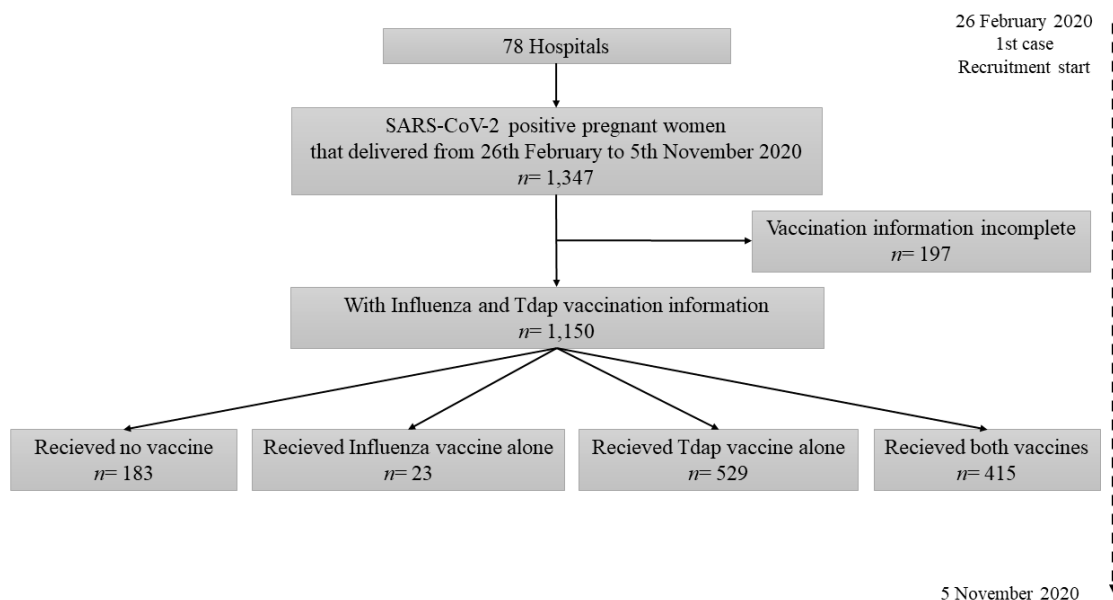 26 February 2020
1st case
Recruitment start
78 Hospitals
SARS-CoV-2 positive pregnant women
that delivered from 26th February to 5th November 2020
n= 1,347
Vaccination information incomplete
n= 197
With Influenza and Tdap vaccination information
n= 1,150
Recieved no vaccine
n= 183
Recieved Influenza vaccine alone
n= 23
Recieved Tdap vaccine alone
n= 529
Recieved both vaccines
n= 415
5 November 2020